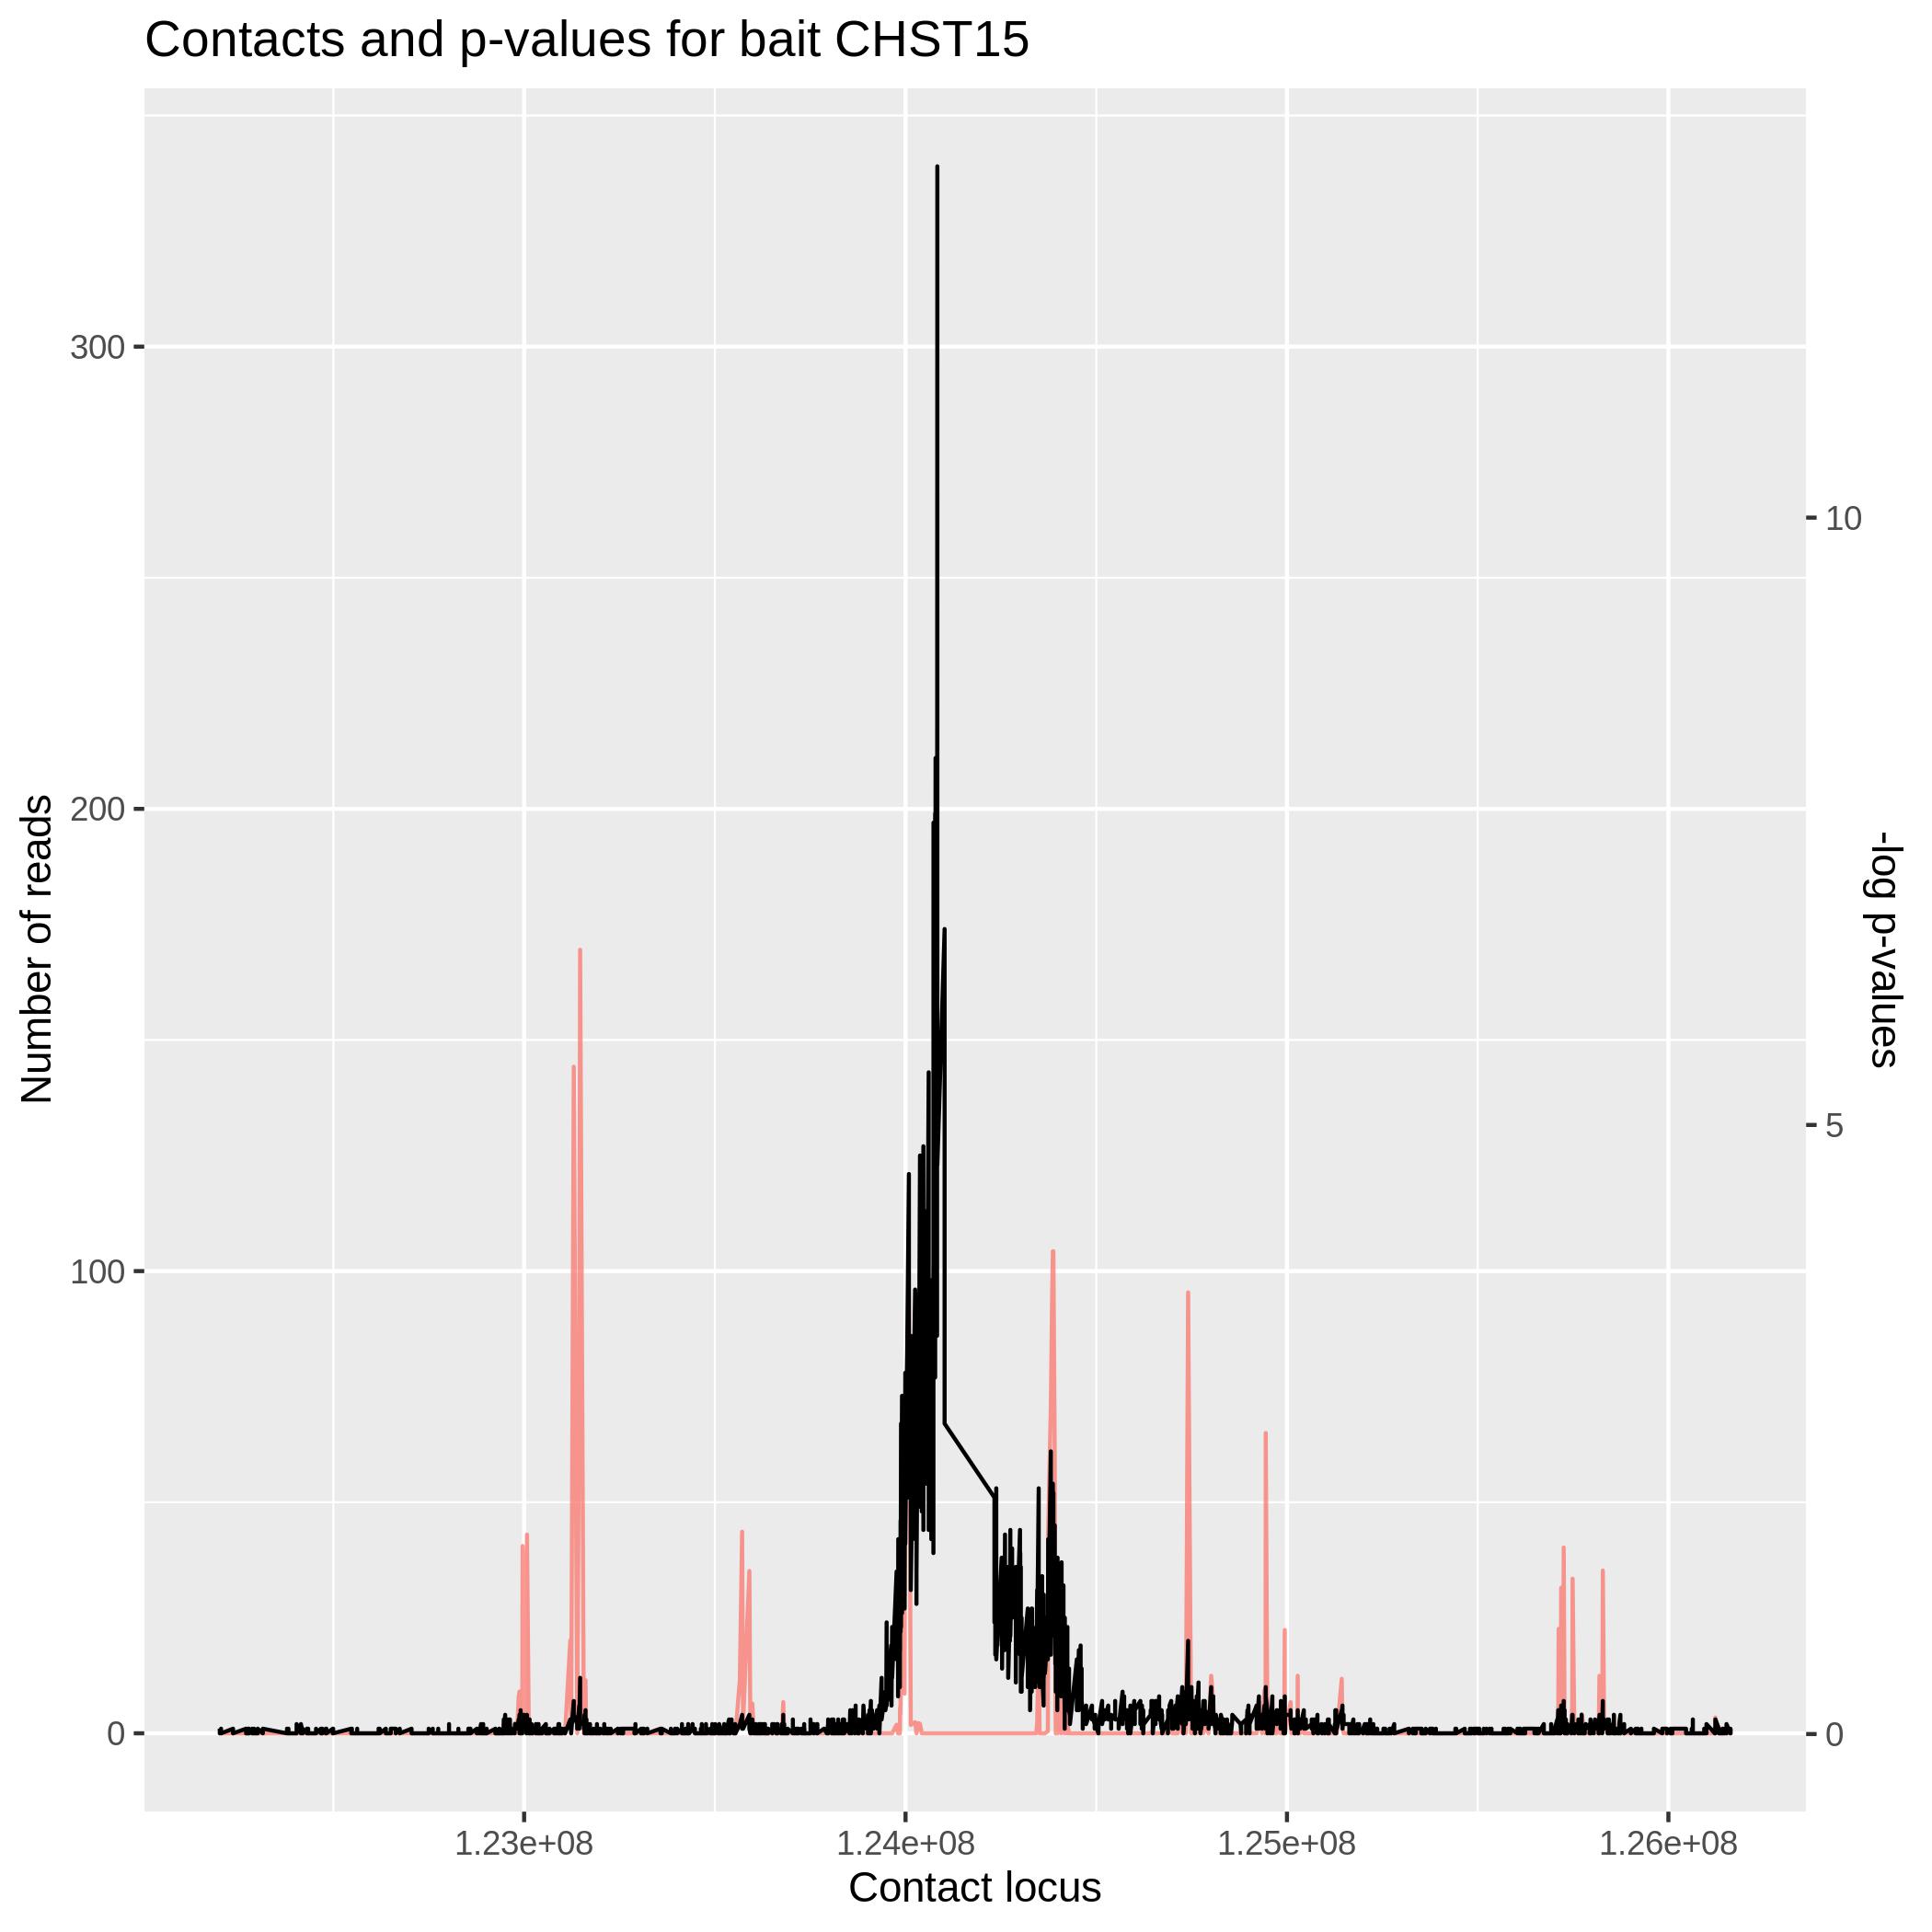 Contacts and p-values for bait CHST15
Number of reads
300
200
100
0
10
5
0
-log p-values
1.23e+08
1.24e+08
1.25e+08
1.26e+08
Contact locus